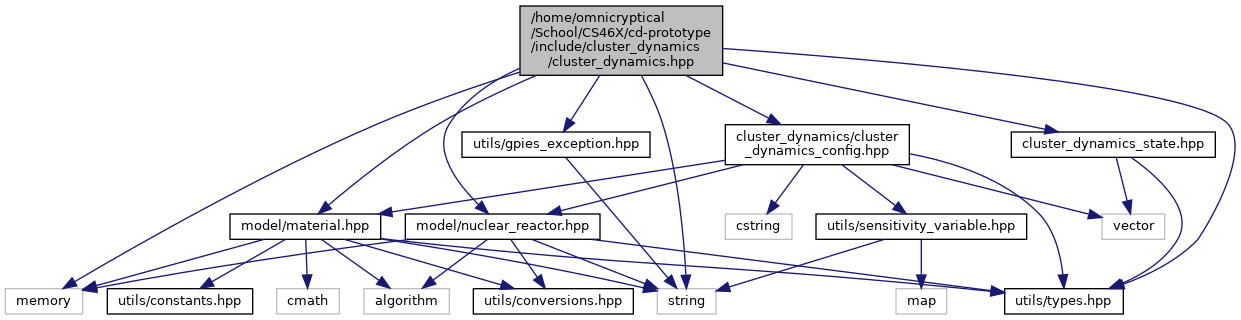 /home/omnicryptical
/School/CS46X/cd-prototype
/include/cluster_dynamics
/cluster_dynamics.hpp
utils/gpies_exception.hpp
cluster_dynamics/cluster
_dynamics_config.hpp
cluster_dynamics_state.hpp
model/material.hpp
model/nuclear_reactor.hpp
cstring
utils/sensitivity_variable.hpp
vector
memory
utils/constants.hpp
cmath
algorithm
utils/conversions.hpp
string
map
utils/types.hpp